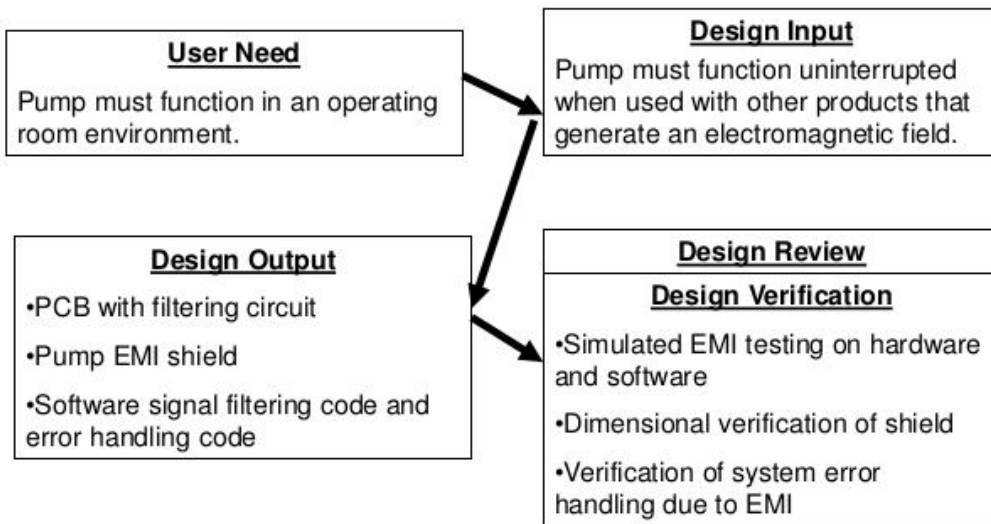 User Need
Pump must function in an operating
room environment.
Design Input
Pump must function uninterrupted
when used with other products that
generate an electromagnetic field.
Design Output
•PCB with filtering circuit
•Pump EMI shield
•Software signal filtering code and
error handling code
Design Review
Design Verification
•Simulated EMI testing on hardware
and software
•Dimensional verification of shield
•Verification of system error
handling due to EMI